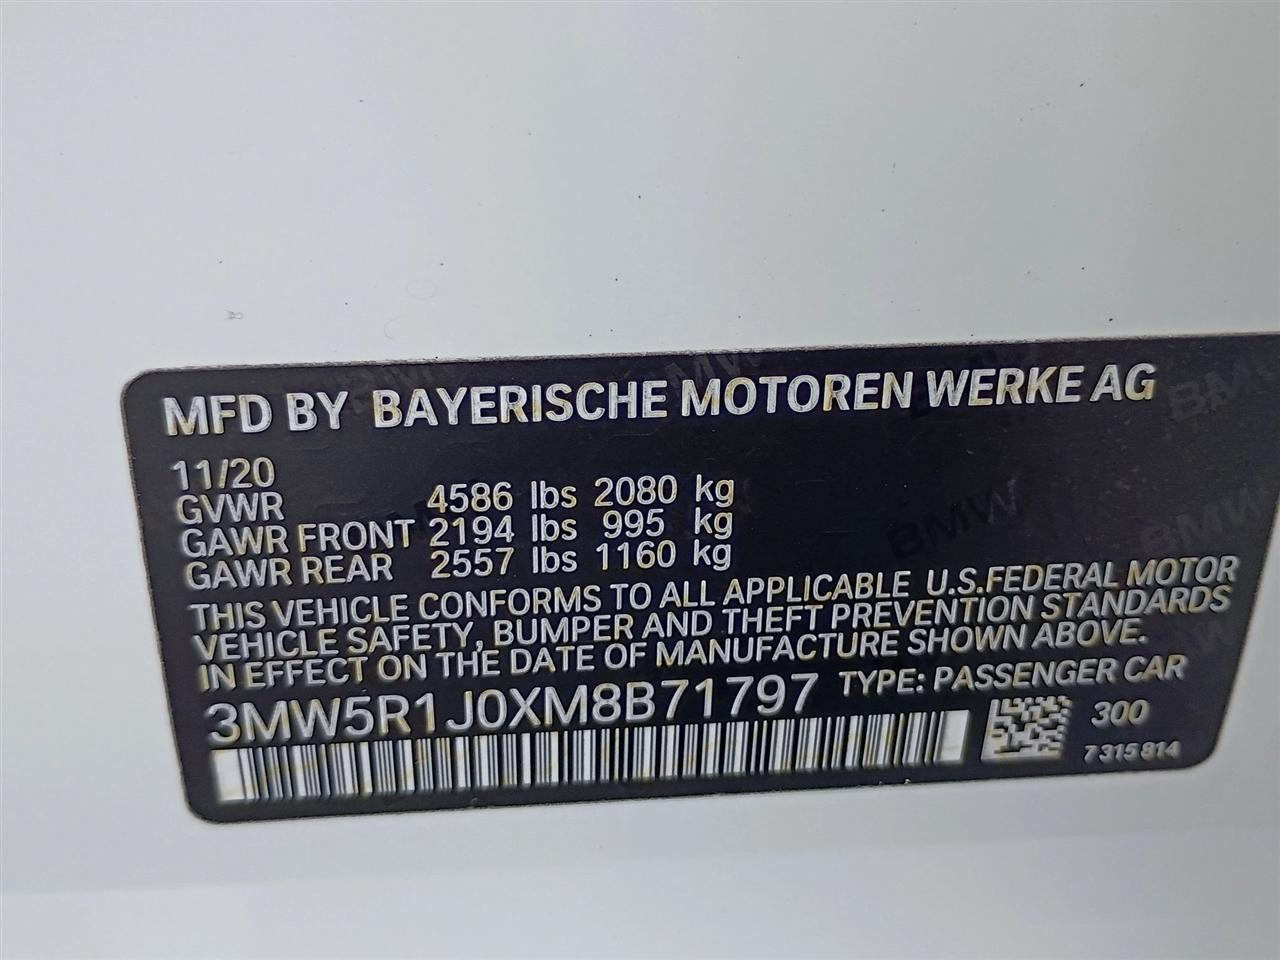 MFD BY BAYERISCHE MOTOREN WERKE AG
11/20
GVWR 4586 lbs 2080 kg
GAWR FRONT 2194 lbs 995 kg
GAWR REAR 2557 lbs 1160 kg
THIS VEHICLE CONFORMS TO ALL APPLICABLE U.S.FEDERAL MOTOR
VEHICLE SAFETY, BUMPER AND THEFT PREVENTION STANDARDS
IN EFFECT ON THE DATE OF MANUFACTURE SHOWN ABOVE.
3MW5R1J0XM8B71797 TYPE: PASSENGER CAR
300
7 315 814